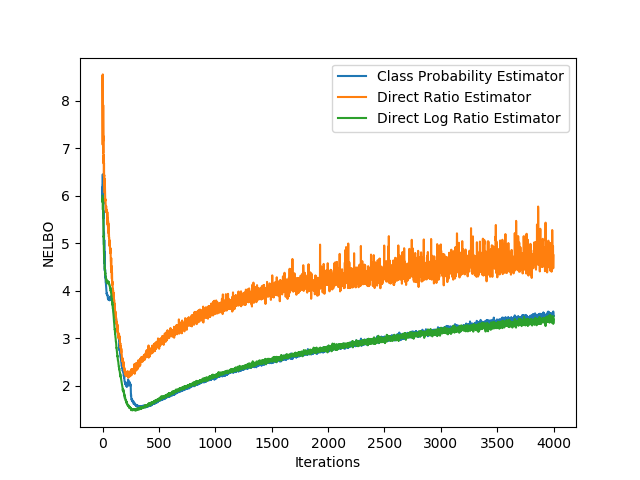 Class Probability Estimator
Direct Ratio Estimator
Direct Log Ratio Estimator
8
7
6
5
4
3
2
NELBO
0 500 1000 1500 2000 2500 3000 3500 4000
Iterations